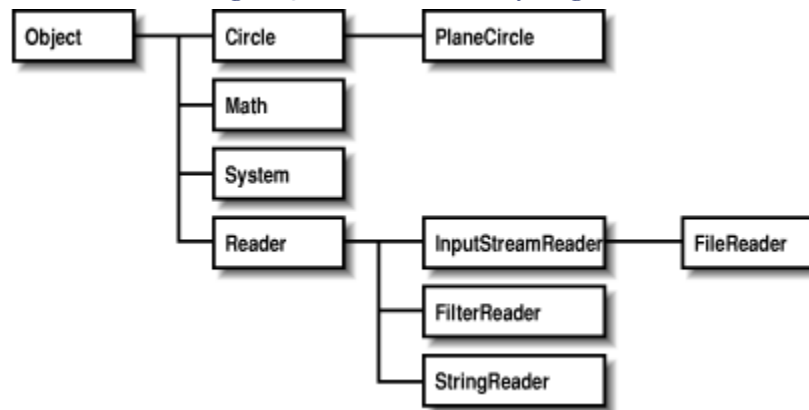 Object
Circle
PlaneCircle
Math
System
Reader
InputStreamReader
FileReader
FilterReader
StringReader